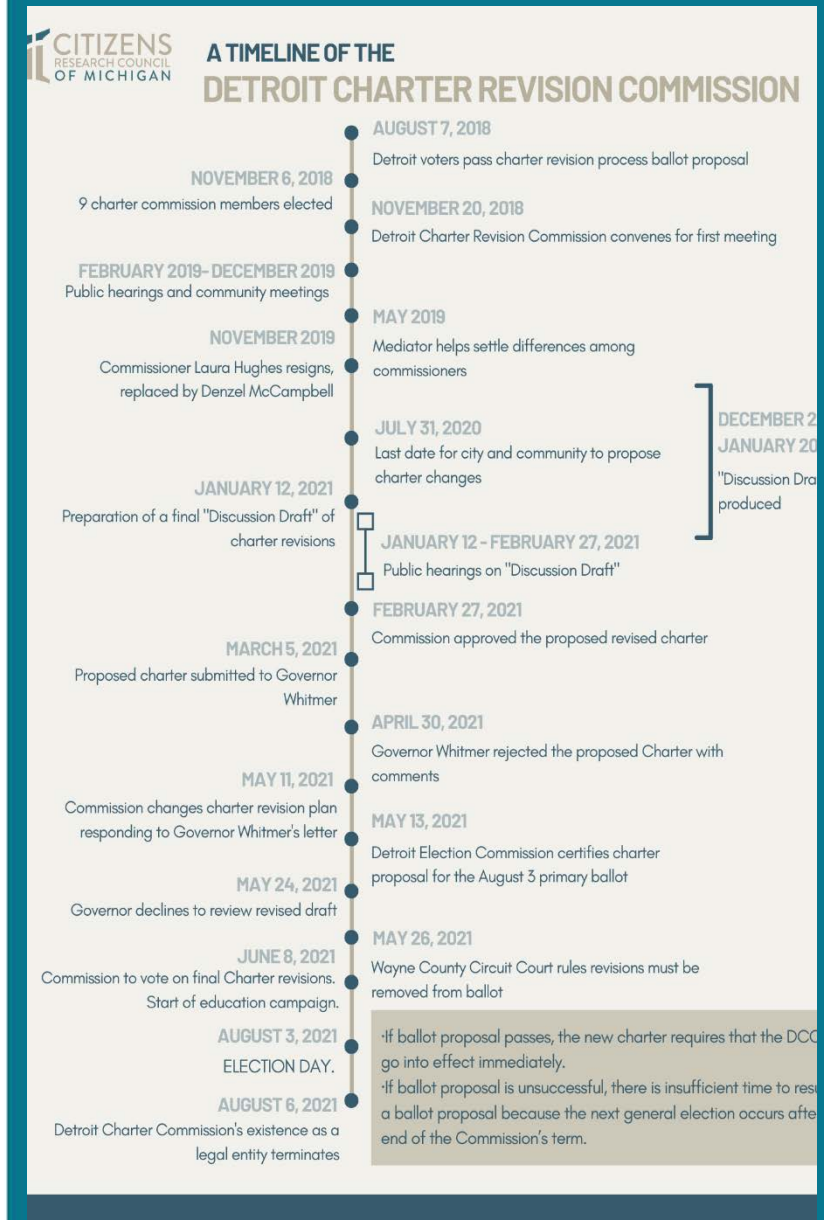 CITIZENS
RESEARCH COUNCIL
OF MICHIGAN
A TIMELINE OF THE
DETROIT CHARTER REVISION COMMISSION
AUGUST 7, 2018
Detroit voters pass charter revision process ballot proposal
NOVEMBER 6, 2018
9 charter commission members elected
NOVEMBER 20, 2018
Detroit Charter Revision Commission convenes for first meeting
FEBRUARY 2019- DECEMBER 2019
Public hearings and community meetings
MAY 2019
Mediator helps settle differences among
commissioners
NOVEMBER 2019
Commissioner Laura Hughes resigns,
replaced by Denzel McCampbell
JULY 31, 2020
Last date for city and community to propose
charter changes
DECEMBER 2
JANUARY 20
"Discussion Dra
produced
JANUARY 12, 2021
Preparation of a final "Discussion Draft" of
charter revisions
JANUARY 12 - FEBRUARY 27, 2021
Public hearings on "Discussion Draft"
FEBRUARY 27, 2021
Commission approved the proposed revised charter
MARCH 5, 2021
Proposed charter submitted to Governor
Whitmer
APRIL 30, 2021
Governor Whitmer rejected the proposed Charter with
comments
MAY 11, 2021
Commission changes charter revision plan
responding to Governor Whitmer's letter
MAY 13, 2021
Detroit Election Commission certifies charter
proposal for the August 3 primary ballot
MAY 24, 2021
Governor declines to review revised draft
MAY 26, 2021
Wayne County Circuit Court rules revisions must be
removed from ballot
JUNE 8, 2021
Commission to vote on final Charter revisions.
Start of education campaign.
AUGUST 3, 2021
ELECTION DAY.
AUGUST 6, 2021
Detroit Charter Commission's existence as a
legal entity terminates
·If ballot proposal passes, the new charter requires that the DCC
go into effect immediately.
·If ballot proposal is unsuccessful, there is insufficient time to res
a ballot proposal because the next general election occurs afte
end of the Commission's term.